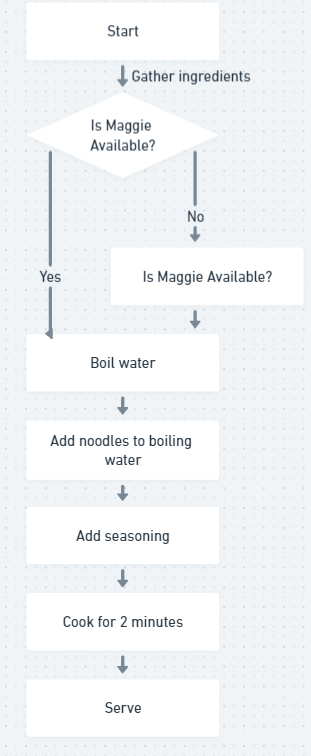 Start
Gather ingredients
Is Maggie
Available?
No
Is Maggie Available?
Yes
Boil water
Add noodles to boiling
water
Add seasoning
Cook for 2 minutes
Serve